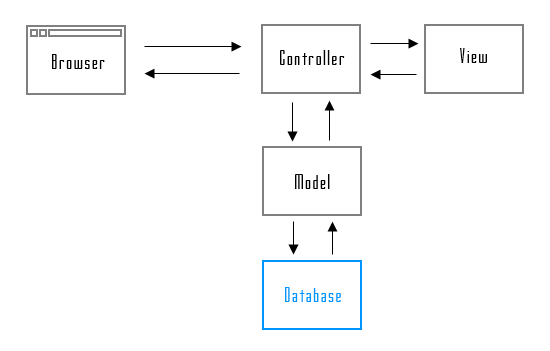 Browser
Controller
View
Model
Database